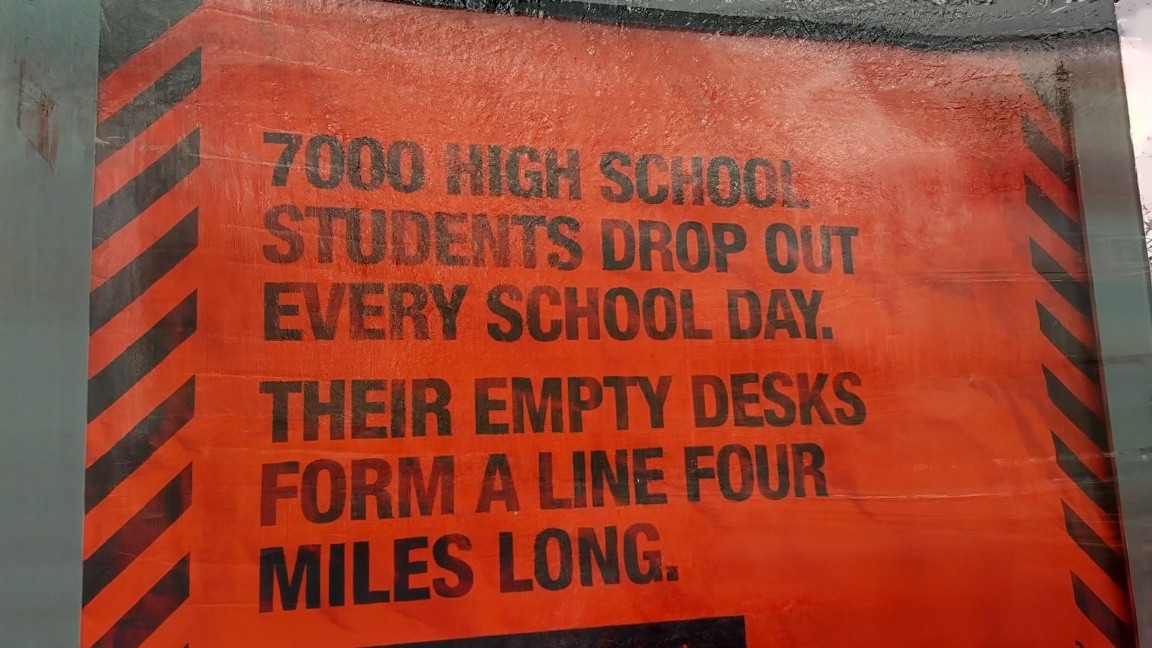 7000 HIGH SCHOOL
STUDENTS DROP OUT
EVERY SCHOOL DAY.
THEIR EMPTY DESKS
FORM A LINE FOUR
MILES LONG.